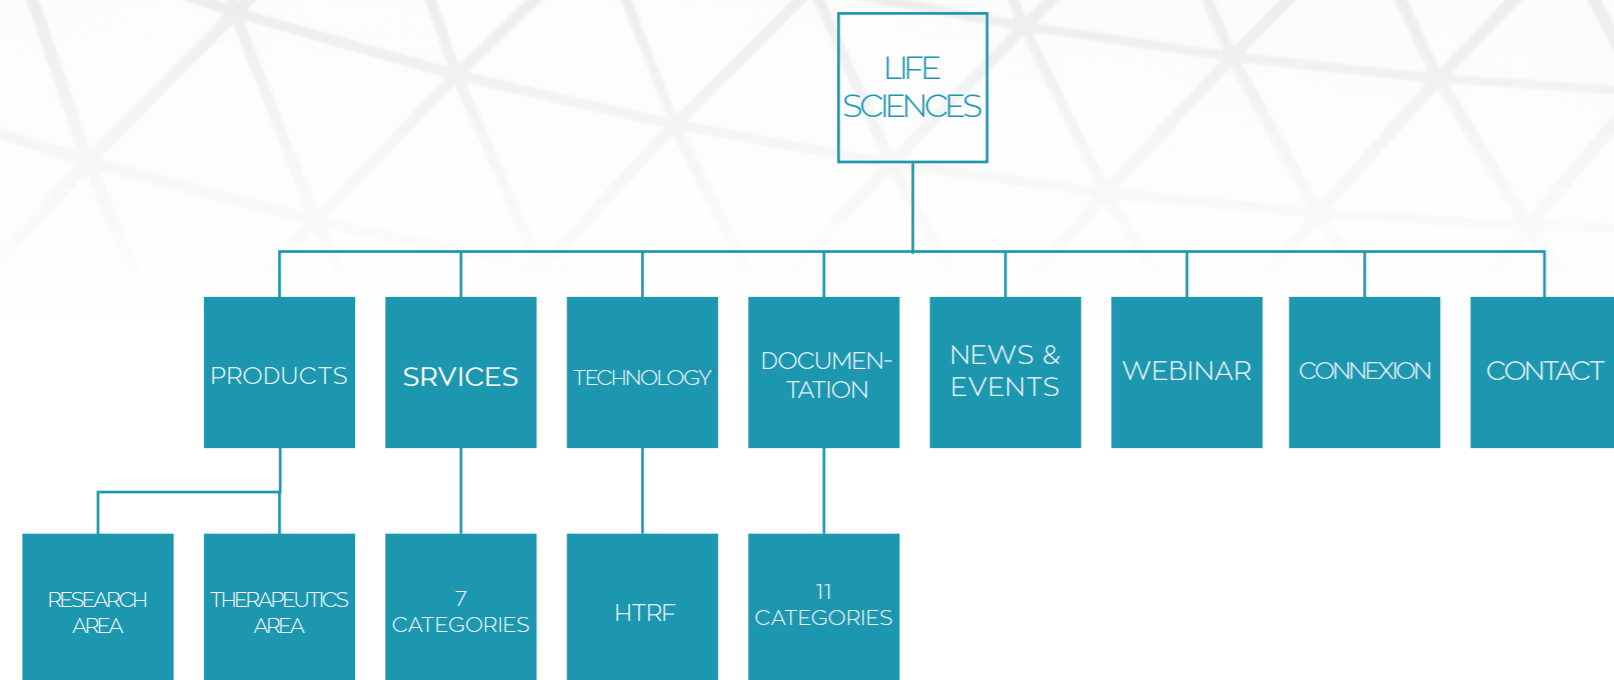 LIFE
SCIENCES
PRODUCTS
SRVICES
TECHNOLOGY
DOCUMEN-
TATION
NEWS &
EVENTS
WEBINAR
CONNEXION
CONTACT
RESEARCH
AREA
THERAPEUTICS
AREA
7
CATEGORIES
HTRF
11
CATEGORIES